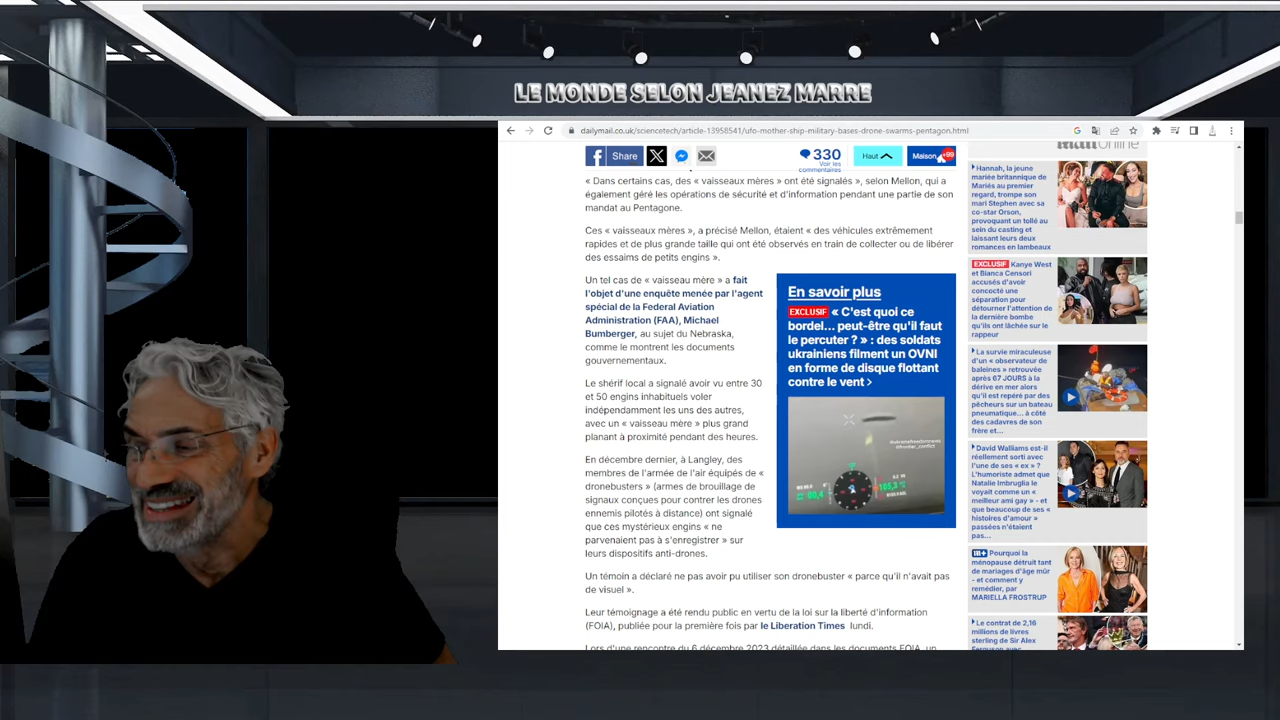 LE MONDE SELON JEANEZ MARRE
dailymail.co.uk/sciencetech/article-13958541/ufo-mother-ship-military-bases-drone-swarms-pentagon.html
Share
330
Voir les
commentaires
Haut
Maison
+99
« Dans certains cas, des « vaisseaux mères » ont été signalés », selon Mellon, qui a
également géré les opérations de sécurité et d'information pendant une partie de son
mandat au Pentagone.
Ces « vaisseaux mères », a précisé Mellon, étaient « des véhicules extrêmement
rapides et de plus grande taille qui ont été observés en train de collecter ou de libérer
des essaims de petits engins ».
Un tel cas de « vaisseau mère » a fait
l'objet d'une enquête menée par l'agent
spécial de la Federal Aviation
Administration (FAA), Michael
Bumberger, au sujet du Nebraska,
comme le montrent les documents
gouvernementaux.
Le shérif local a signalé avoir vu entre 30
et 50 engins inhabituels voler
indépendamment les uns des autres,
avec un « vaisseau mère » plus grand
planant à proximité pendant des heures.
En décembre dernier, à Langley, des
membres de l'armée de l'air équipés de «
dronebusters » (armes de brouillage de
signaux conçues pour contrer les drones
ennemis pilotés à distance) ont signalé
que ces mystérieux engins « ne
parvenaient pas à s'enregistrer » sur
leurs dispositifs anti-drones.
Un témoin a déclaré ne pas avoir pu utiliser son dronebuster « parce qu'il n'avait pas
de visuel ».
Leur témoignage a été rendu public en vertu de la loi sur la liberté d'information
(FOIA), publiée pour la première fois par le Liberation Times lundi.
Lors d'une rencontre du 6 décembre 2023 détaillée dans les documents FOIA, un
En savoir plus
EXCLUSIF « C'est quoi ce
bordel... peut-être qu'il faut
le percuter ? » : des soldats
ukrainiens filment un OVNI
en forme de disque flottant
contre le vent >
Online
Hannah, la jeune
mariée britannique de
Mariés au premier
regard, trompe son
mari Stephen avec sa
co-star Orson,
provoquant un tollé au
sein du casting et
laissant leurs deux
romances en lambeaux
EXCLUSIF Kanye West
et Bianca Censori
accusés d'avoir
concocté une
séparation pour
détourner l'attention de
la dernière bombe
qu'ils ont lâchée sur le
rappeur
La survie miraculeuse
d'un « observateur de
baleines » retrouvée
après 67 JOURS à la
dérive en mer alors
qu'il est repéré par des
pêcheurs sur un bateau
pneumatique... à côté
des cadavres de son
frère et...
David Walliams est-il
réellement sorti avec
l'une de ses « ex » ?
L'humoriste admet que
Natalie Imbruglia le
voyait comme un «
meilleur ami gay » - et
que beaucoup de ses «
histoires d'amour »
passées n'étaient
pas...
18+ Pourquoi la
ménopause détruit tant
de mariages d'âge mûr
- et comment y
remédier, par
MARIELLA FROSTRUP
Le contrat de 2,16
millions de livres
sterling de Sir Alex
Ferguson avec